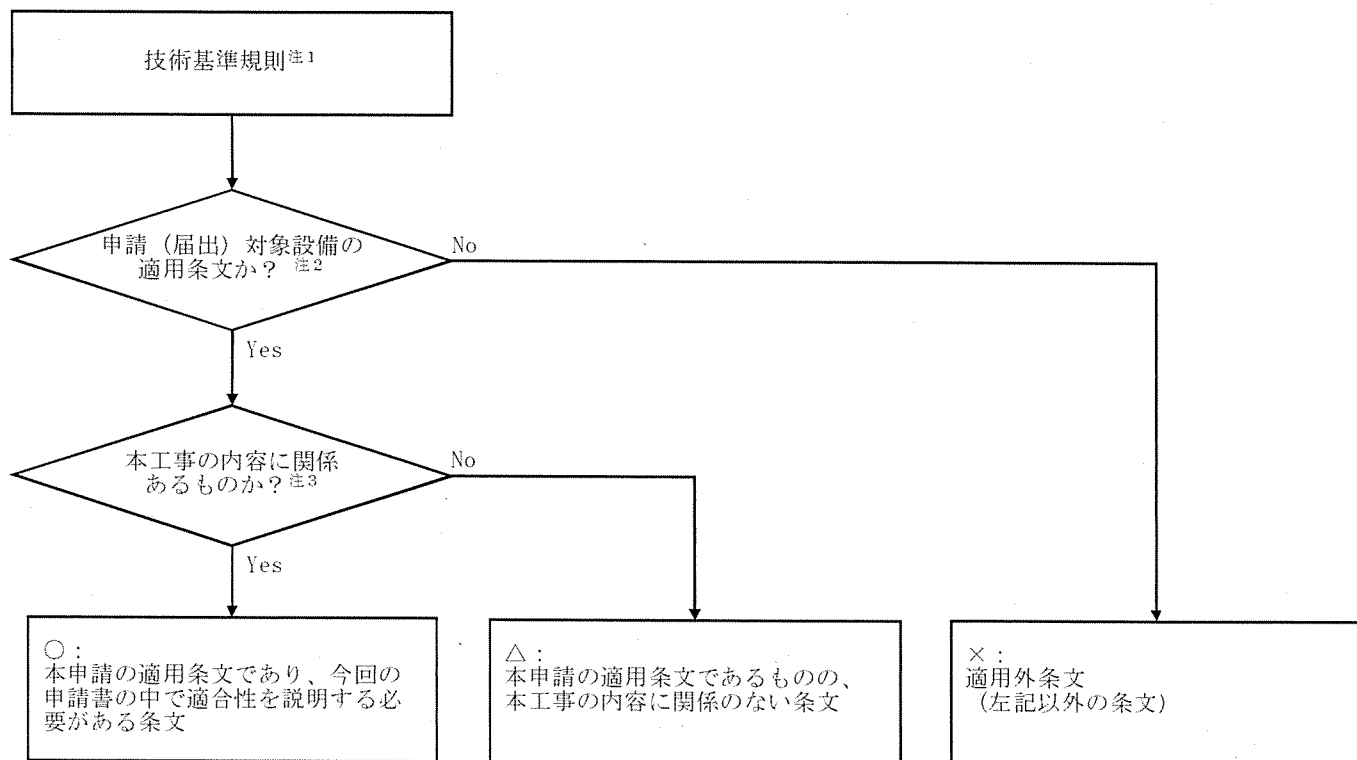 技術基準規則注1
申請（届出）対象設備の
適用条文か？ 注2
No
Yes
本工事の内容に関係
あるものか？注3
No
Yes
○：
本申請の適用条文であり、今回の
申請書の中で適合性を説明する必
要がある条文
△：
本申請の適用条文であるものの、
本工事の内容に関係のない条文
×：
適用外条文
（左記以外の条文）